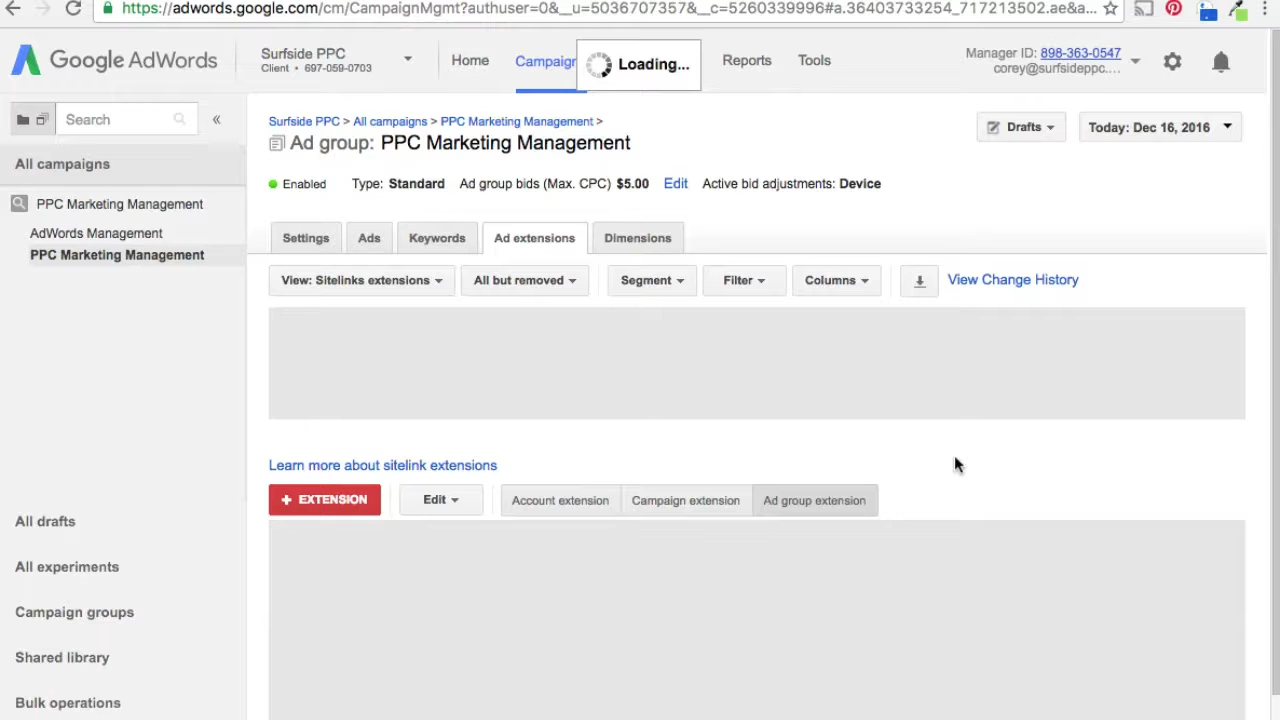 https://adwords.google.com/cm/CampaignMgmt?authuser=0&__u=5036707357&__c=5260339996#a.36403733254_717213502.ae&a...
Google AdWords
Surfside PPC
Client • 697-059-0703
Home
Campaign
Loading...
Reports
Tools
Manager ID: 898-363-0547
corey@surfsideppc....
Search
«
Surfside PPC > All campaigns > PPC Marketing Management >
Ad group: PPC Marketing Management
Drafts
Today: Dec 16, 2016
All campaigns
Enabled Type: Standard Ad group bids (Max. CPC) $5.00 Edit Active bid adjustments: Device
PPC Marketing Management
AdWords Management
PPC Marketing Management
Settings
Ads
Keywords
Ad extensions
Dimensions
View: Sitelinks extensions
All but removed
Segment
Filter
Columns
View Change History
Learn more about sitelink extensions
+ EXTENSION
Edit
Account extension
Campaign extension
Ad group extension
All drafts
All experiments
Campaign groups
Shared library
Bulk operations